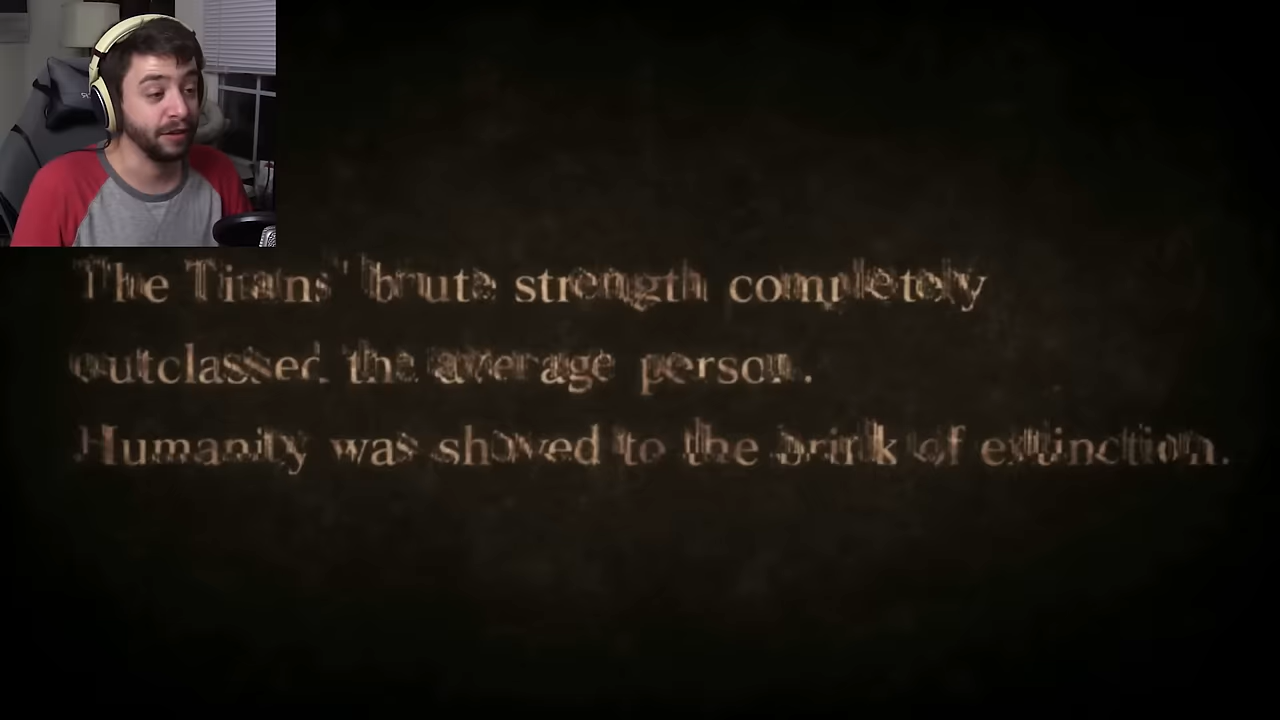 The Titans' brute strength completely
outclassed the average person.
Humanity was shoved to the brink of extinction.